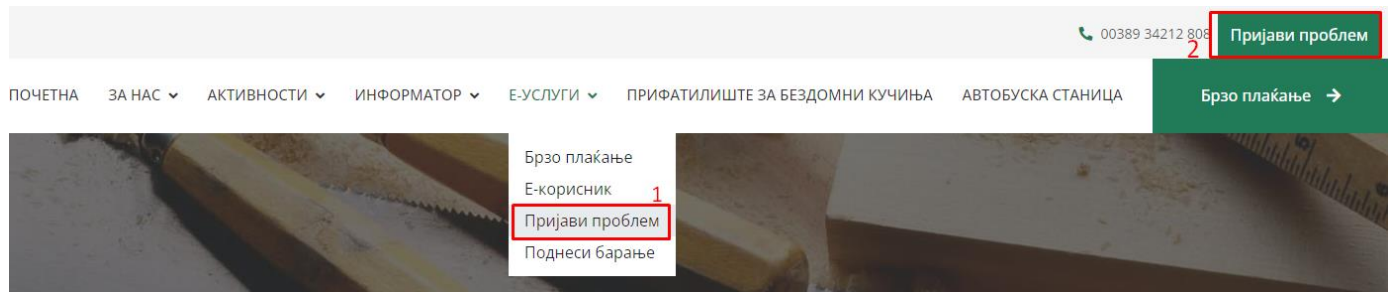 00389 34212 808 Пријави проблем
2
ПОЧЕТНА ЗА НАС АКТИВНОСТИ ИНФОРМАТОР Е-УСЛУГИ ПРИФАТИЛИШТЕ ЗА БЕЗДОМНИ КУЧИЊА АВТОБУСКА СТАНИЦА Брзо плаќање →
Брзо плаќање
Е-корисник
1
Пријави проблем
Поднеси барање